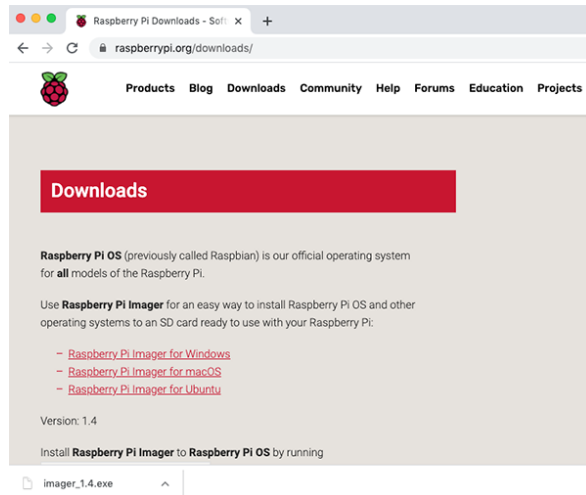 Raspberry Pi Downloads - Soft
raspberrypi.org/downloads/
Products Blog Downloads Community Help Forums Education Projects
Downloads
Raspberry Pi OS (previously called Raspbian) is our official operating system
for all models of the Raspberry Pi.
Use Raspberry Pi Imager for an easy way to install Raspberry Pi OS and other
operating systems to an SD card ready to use with your Raspberry Pi:
– Raspberry Pi Imager for Windows
– Raspberry Pi Imager for macOS
– Raspberry Pi Imager for Ubuntu
Version: 1.4
Install Raspberry Pi Imager to Raspberry Pi OS by running
imager_1.4.exe